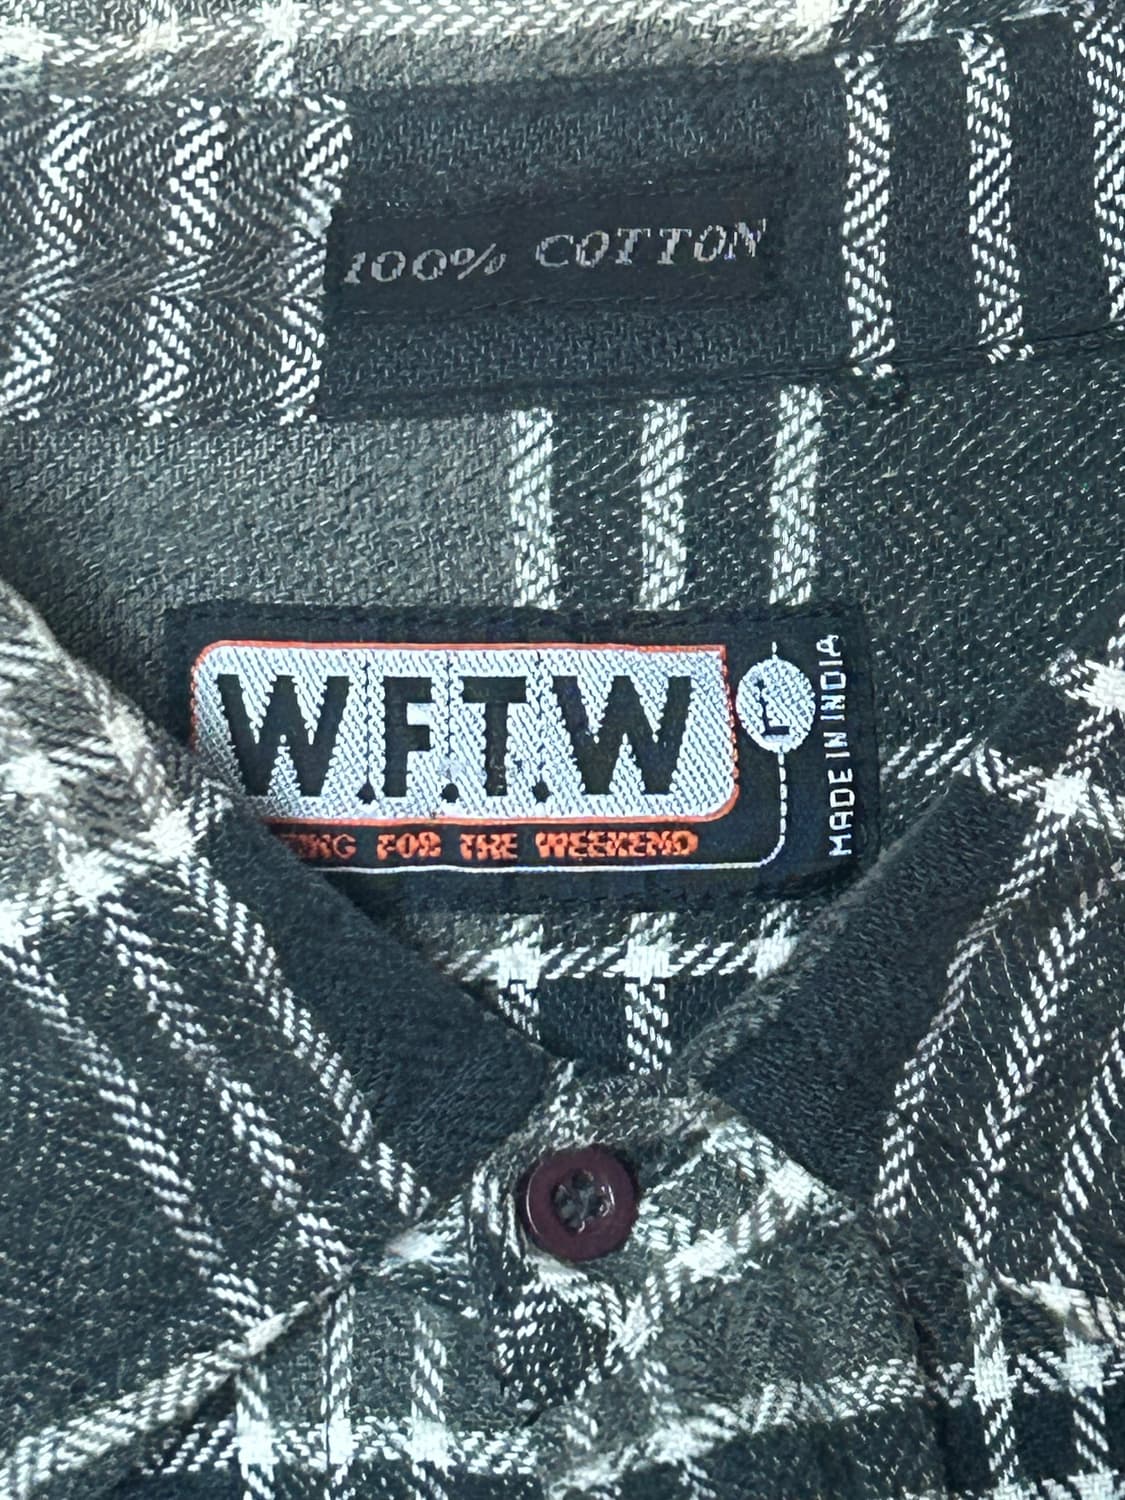 100% COTTON
W.F.T.W
L
MADE IN INDIA
FOR THE WEEKEND